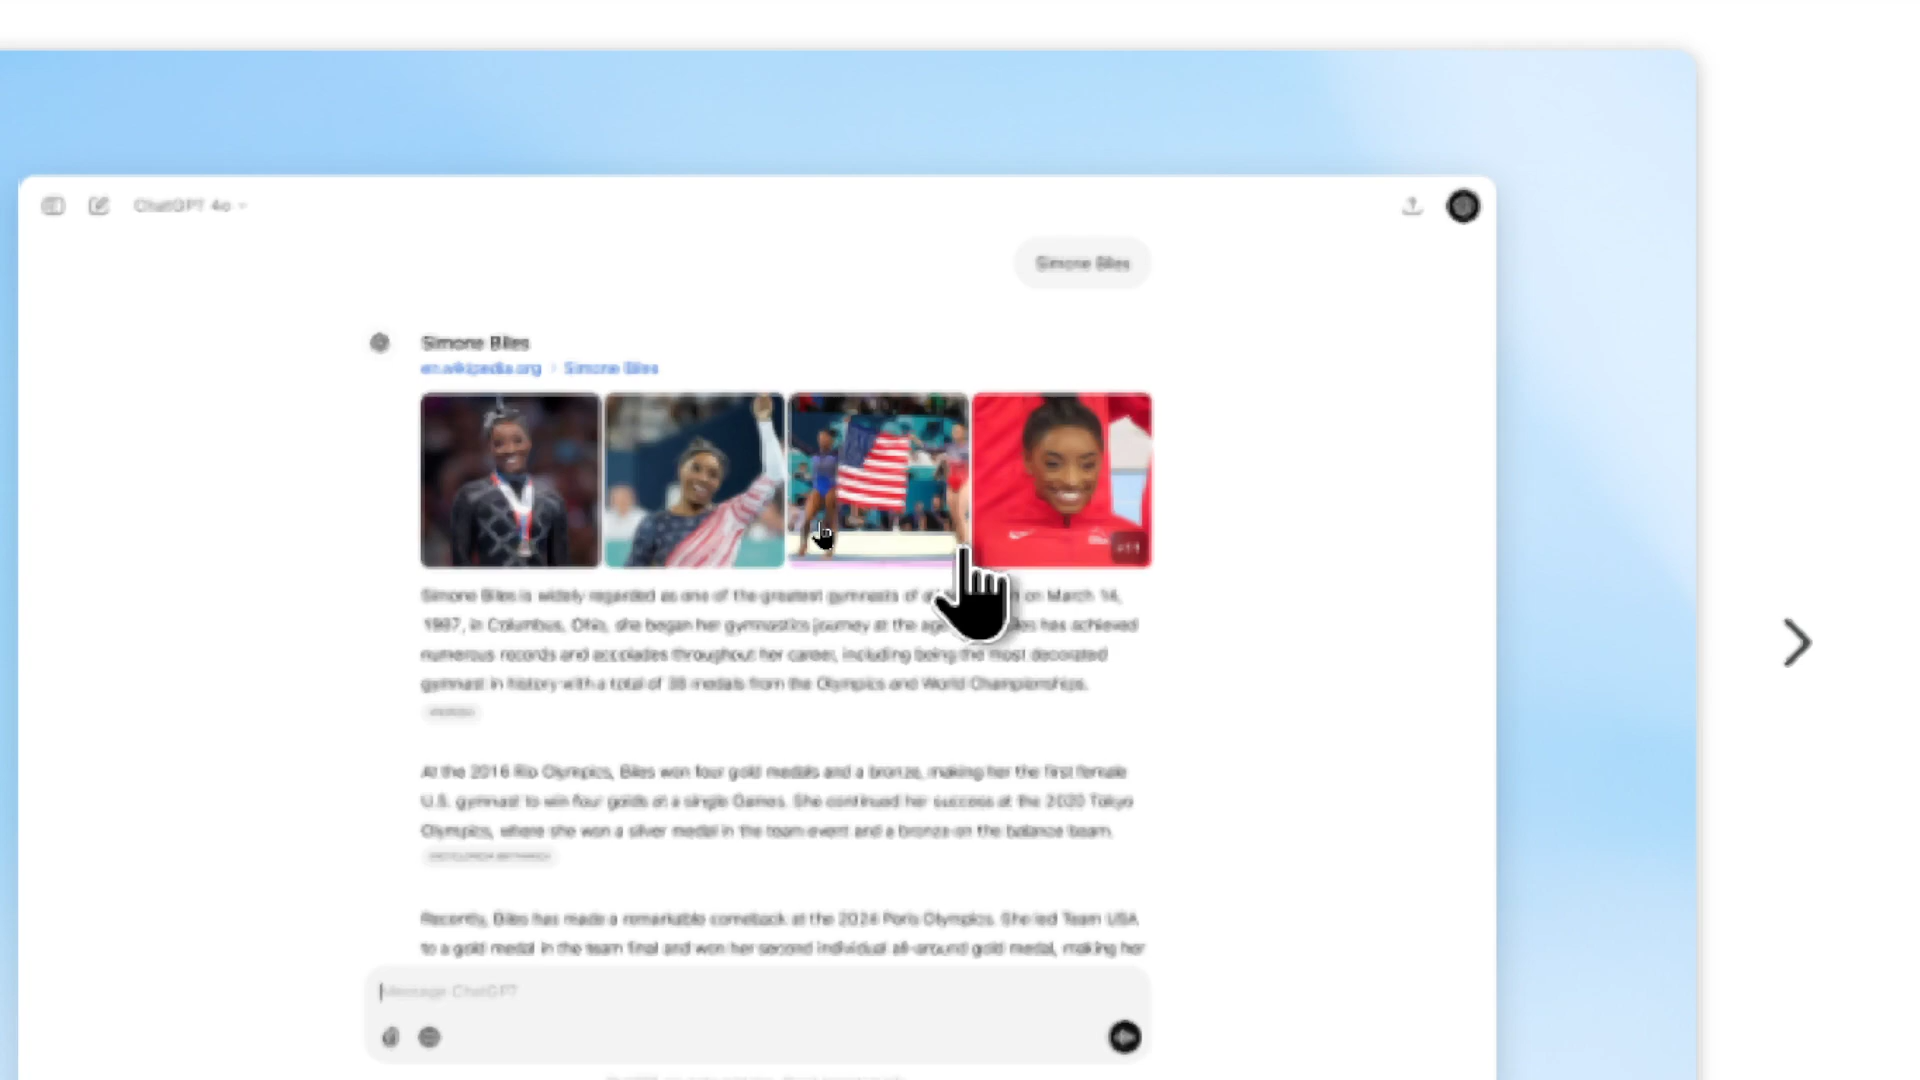 ChatGPT 4o
Simone Biles
Simone Biles
en.wikipedia.org › Simone Biles
+11
Simone Biles is widely regarded as one of the greatest gymnasts of on March 14,
1997, in Columbus, Ohio, she began her gymnastics journey at the age has achieved
numerous records and accolades throughout her career, including being the most decorated
gymnast in history with a total of 38 medals from the Olympics and World Championships.
At the 2016 Rio Olympics, Biles won four gold medals and a bronze, making her the first female
U.S. gymnast to win four golds at a single Games. She continued her success at the 2020 Tokyo
Olympics, where she won a silver medal in the team event and a bronze on the balance beam.
Recently, Biles has made a remarkable comeback at the 2024 Paris Olympics. She led Team USA
to a gold medal in the team final and won her second individual all-around gold medal, making her
Message ChatGPT